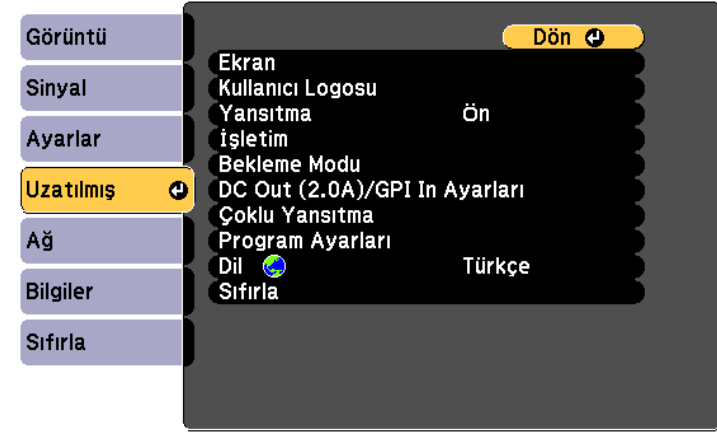 Görüntü
Sinyal
Ayarlar
Uzatılmış
Ağ
Bilgiler
Sıfırla
Dön
Ekran
Kullanıcı Logosu
Yansıtma Ön
İşletim
Bekleme Modu
DC Out (2.0A)/GPI In Ayarları
Çoklu Yansıtma
Program Ayarları
Dil Türkçe
Sıfırla